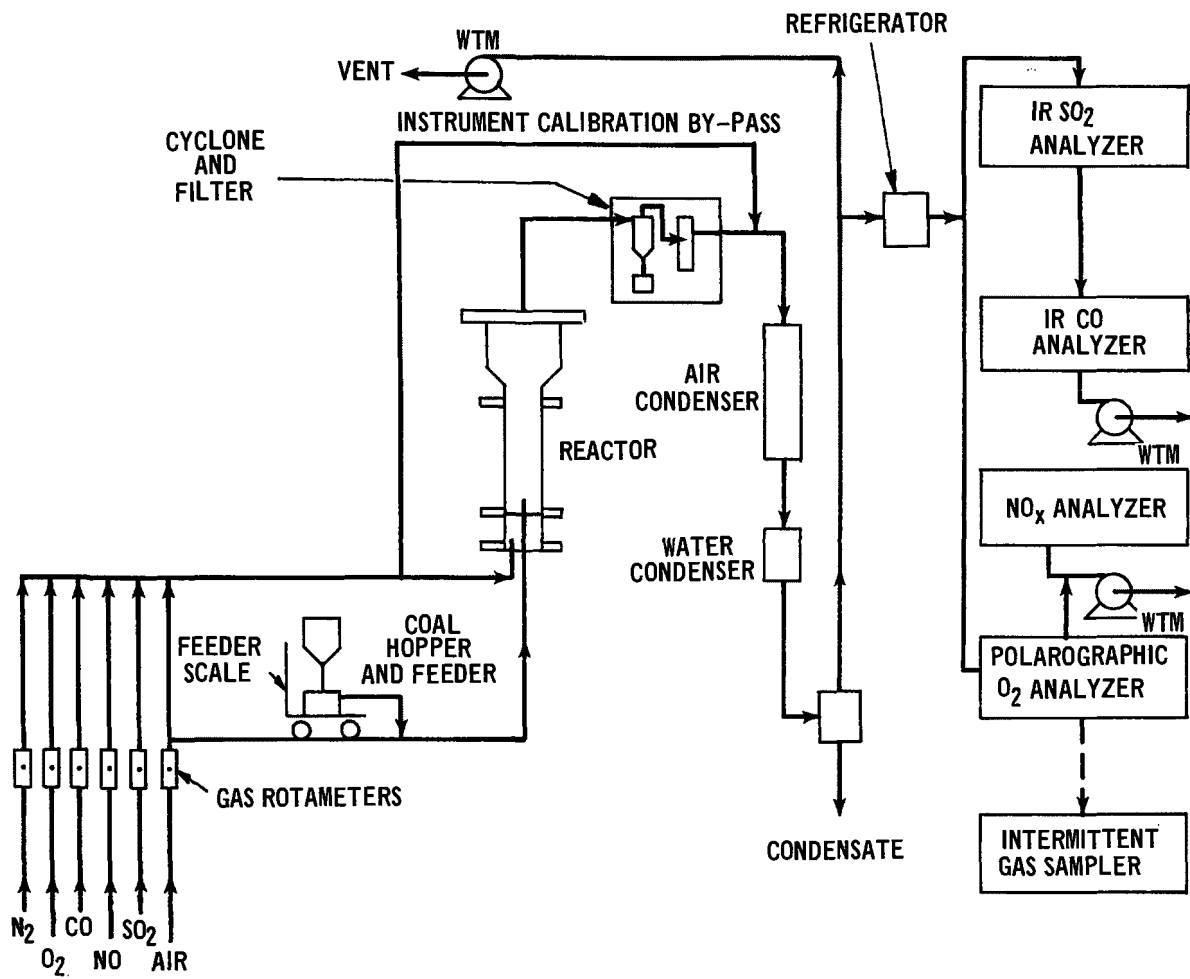 REFRIGERATOR
WTM
VENT
INSTRUMENT CALIBRATION BY-PASS
CYCLONE
AND
FILTER
IR SO2
ANALYZER
IR CO
ANALYZER
WTM
AIR
CONDENSER
REACTOR
NOx ANALYZER
WTM
WATER
CONDENSER
COAL
HOPPER
AND FEEDER
FEEDER
SCALE
POLAROGRAPHIC
O2 ANALYZER
GAS ROTAMETERS
CONDENSATE
INTERMITTENT
GAS SAMPLER
N2
O2
CO
NO
SO2
AIR